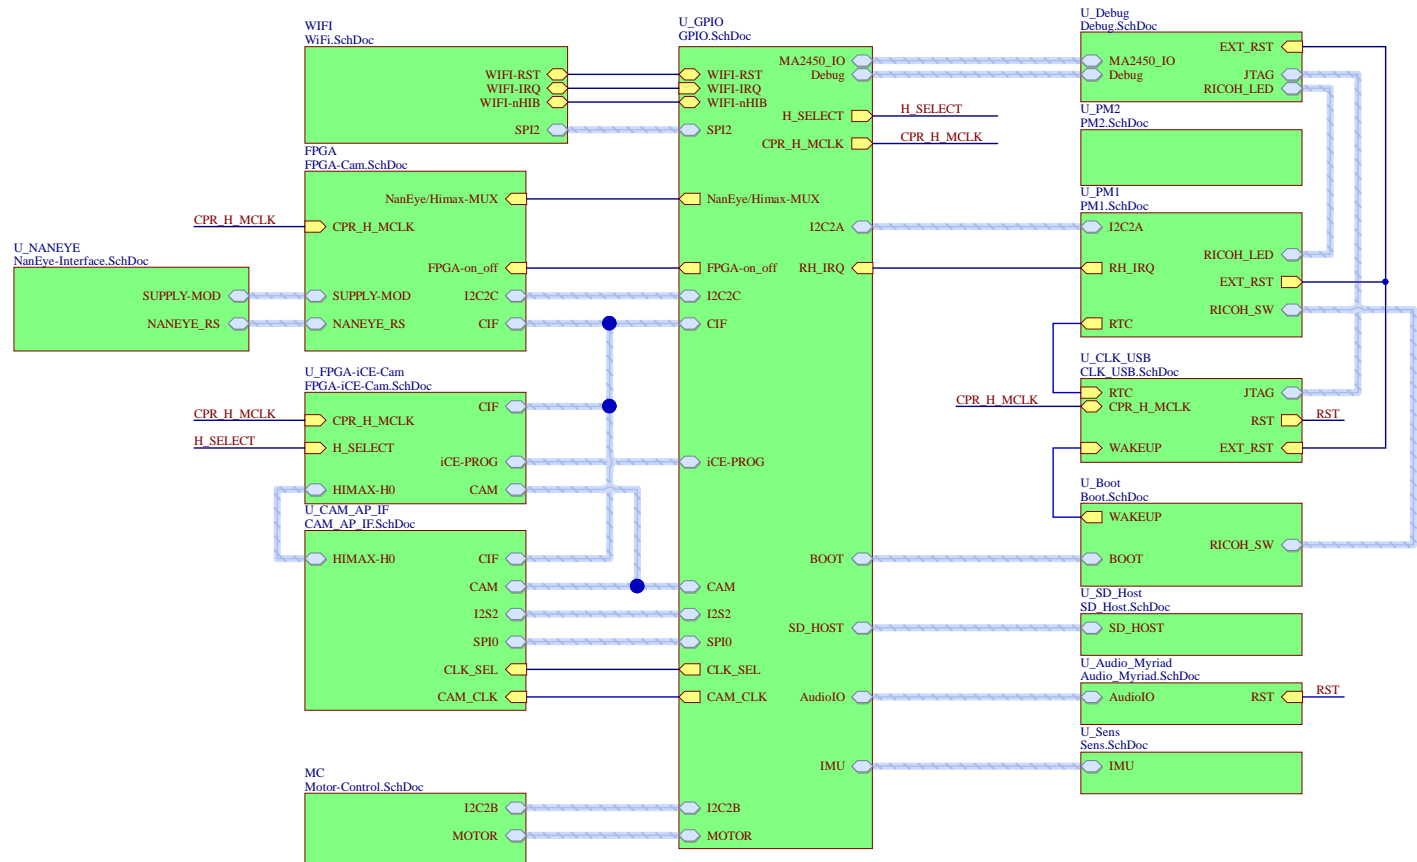 WIFI
WiFi.SchDoc
WIFI-RST
WIFI-IRQ
WIFI-nHIB
SPI2
FPGA
FPGA-Cam.SchDoc
NanEye/Himax-MUX
CPR_H_MCLK
CPR_H_MCLK
FPGA-on_off
SUPPLY-MOD
I2C2C
NANEYE_RS
CIF
U_NANEYE
NanEye-Interface.SchDoc
SUPPLY-MOD
NANEYE_RS
U_FPGA-iCE-Cam
FPGA-iCE-Cam.SchDoc
CIF
CPR_H_MCLK
CPR_H_MCLK
H_SELECT
H_SELECT
iCE-PROG
HIMAX-H0
CAM
U_CAM_AP_IF
CAM_AP_IF.SchDoc
HIMAX-H0
CIF
CAM
I2S2
SPI0
CLK_SEL
CAM_CLK
MC
Motor-Control.SchDoc
I2C2B
MOTOR
U_GPIO
GPIO.SchDoc
MA2450_IO
WIFI-RST
Debug
WIFI-IRQ
WIFI-nHIB
H_SELECT
H_SELECT
SPI2
CPR_H_MCLK
CPR_H_MCLK
NanEye/Himax-MUX
I2C2A
FPGA-on_off
RH_IRQ
I2C2C
CIF
iCE-PROG
BOOT
CAM
I2S2
SD_HOST
SPI0
CLK_SEL
CAM_CLK
AudioIO
IMU
I2C2B
MOTOR
U_Debug
Debug.SchDoc
EXT_RST
MA2450_IO
Debug
JTAG
RICOH_LED
U_PM2
PM2.SchDoc
U_PM1
PM1.SchDoc
I2C2A
RICOH_LED
RH_IRQ
EXT_RST
RICOH_SW
RTC
U_CLK_USB
CLK_USB.SchDoc
RTC
JTAG
CPR_H_MCLK
CPR_H_MCLK
RST
RST
WAKEUP
EXT_RST
U_Boot
Boot.SchDoc
WAKEUP
RICOH_SW
BOOT
U_SD_Host
SD_Host.SchDoc
SD_HOST
U_Audio_Myriad
Audio_Myriad.SchDoc
AudioIO
RST
RST
U_Sens
Sens.SchDoc
IMU